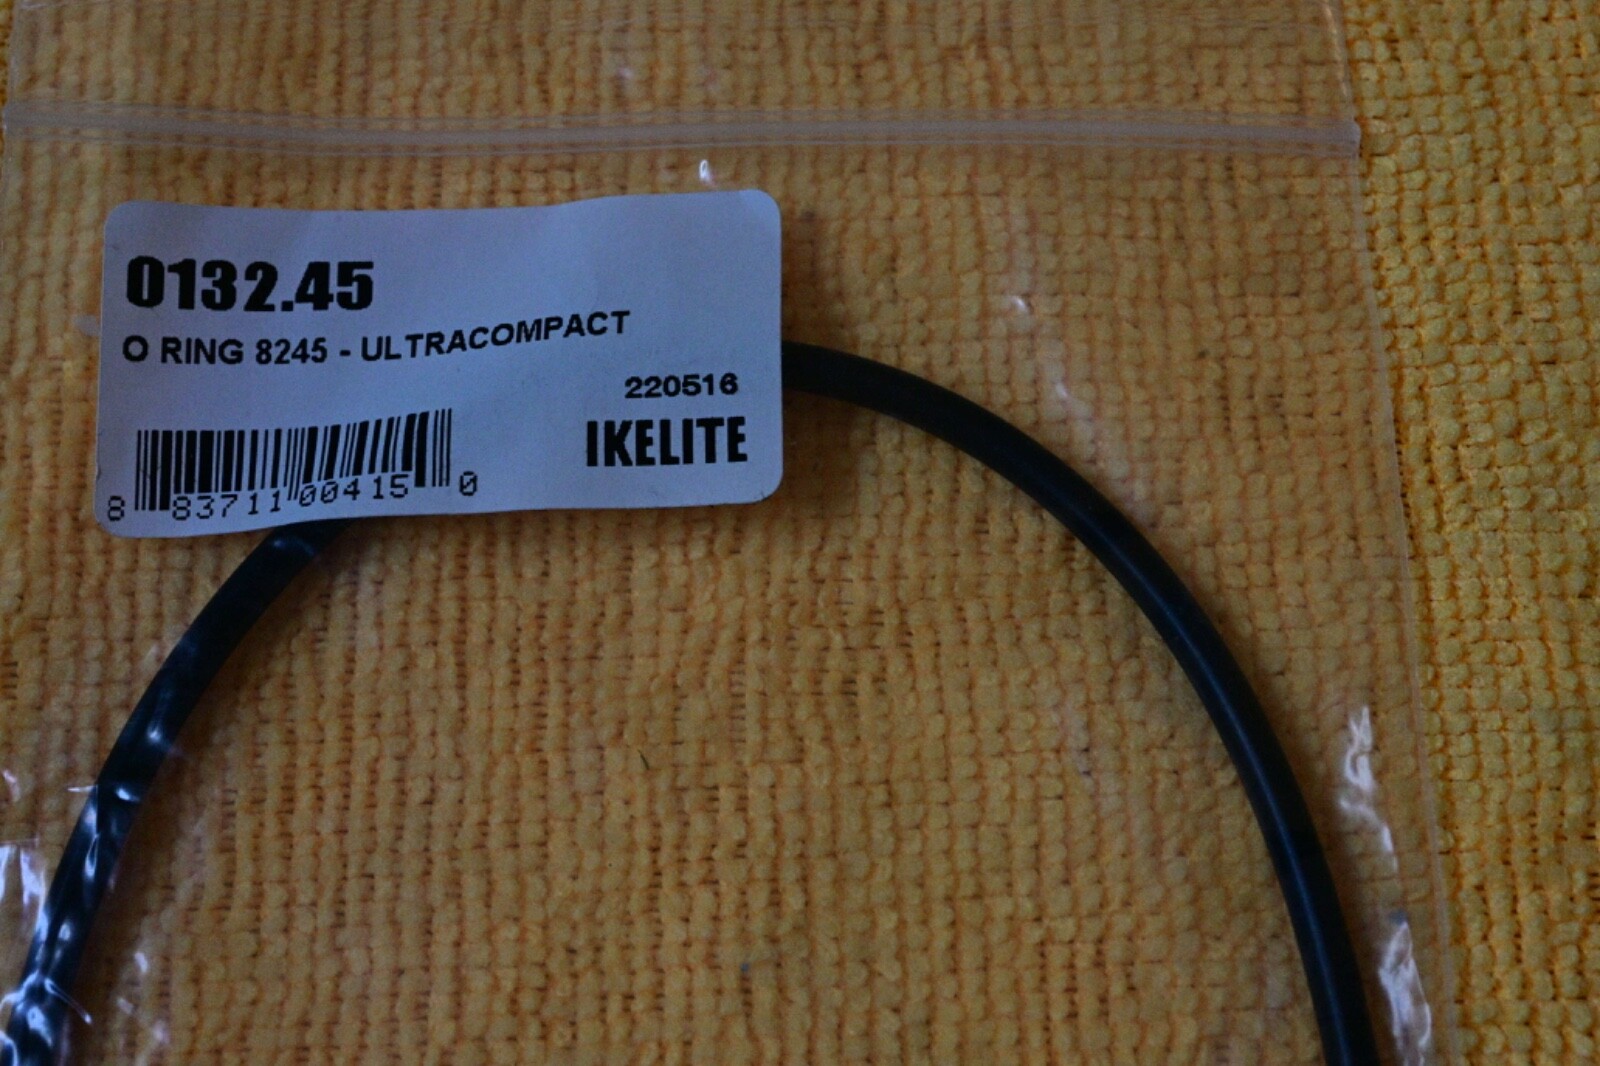 0132.45
O RING 8245 - ULTRACOMPACT
220516
IKELITE
8 83711 00415 0